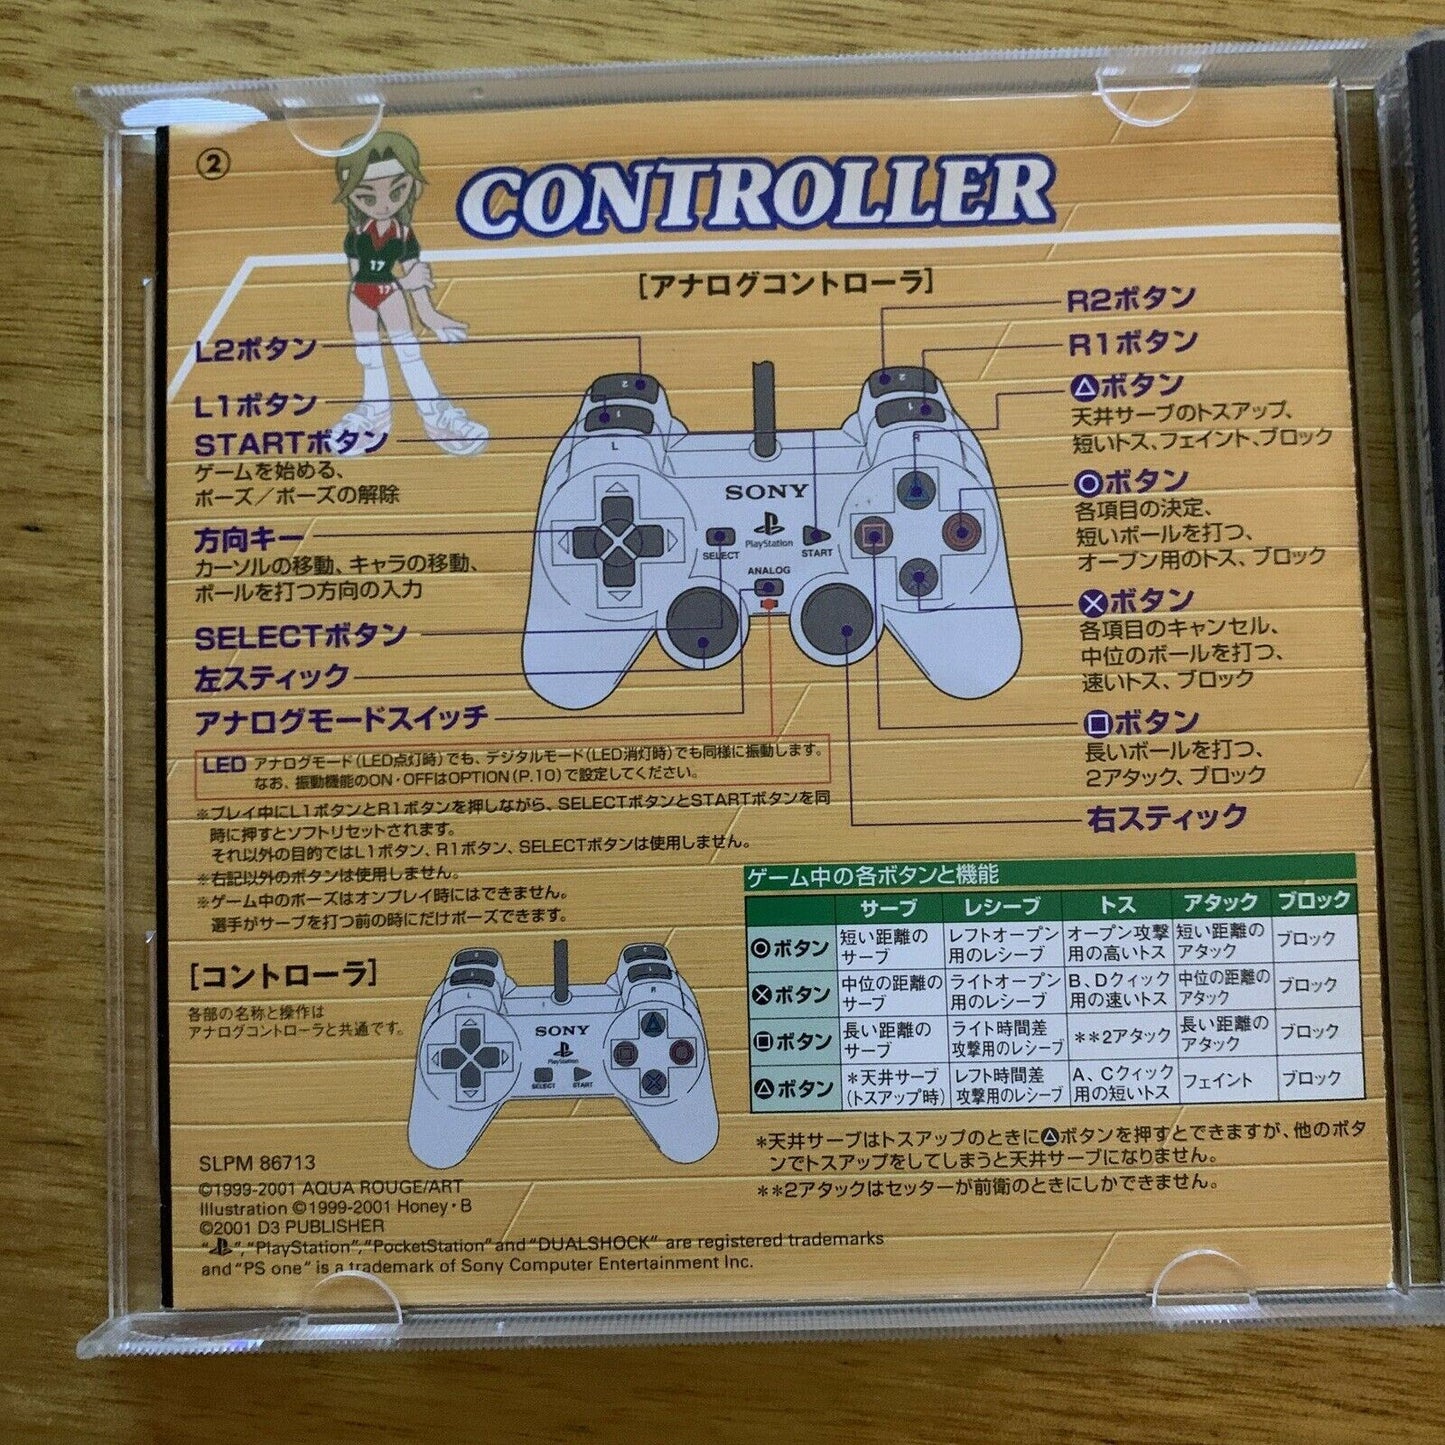 ②
CONTROLLER
17
17
[アナログコントローラ]
L2ボタン
L1ボタン
STARTボタン
ゲームを始める、
ポーズ／ポーズの解除
方向キー
カーソルの移動、キャラの移動、
ボールを打つ方向の入力
SELECTボタン
左スティック
アナログモードスイッチ
R2ボタン
R1ボタン
△ボタン
天井サーブのトスアップ、
短いトス、フェイント、ブロック
○ボタン
各項目の決定、
短いボールを打つ、
オープン用のトス、ブロック
×ボタン
各項目のキャンセル、
中位のボールを打つ、
速いトス、ブロック
□ボタン
長いボールを打つ、
2アタック、ブロック
右スティック
2
1
L
2
1
R
SONY
PlayStation
SELECT
START
ANALOG
LED アナログモード（LED点灯時）でも、デジタルモード（LED消灯時）でも同様に振動します。
なお、振動機能のON・OFFはOPTION（P.10）で設定してください。
※プレイ中にL1ボタンとR1ボタンを押しながら、SELECTボタンとSTARTボタンを同
時に押すとソフトリセットされます。
それ以外の目的ではL1ボタン、R1ボタン、SELECTボタンは使用しません。
※右記以外のボタンは使用しません。
※ゲーム中のポーズはオンプレイ時にはできません。
選手がサーブを打つ前の時にだけポーズできます。
[コントローラ]
各部の名称と操作は
アナログコントローラと共通です。
L
R
SONY
PlayStation
SELECT
START
ゲーム中の各ボタンと機能
サーブ レシーブ トス アタック ブロック
○ボタン 短い距離のサーブ レフトオープン用のレシーブ オープン攻撃用の高いトス 短い距離のアタック ブロック
×ボタン 中位の距離のサーブ ライトオープン用のレシーブ B、Dクィック用の速いトス 中位の距離のアタック ブロック
□ボタン 長い距離のサーブ ライト時間差攻撃用のレシーブ ＊＊2アタック 長い距離のアタック ブロック
△ボタン ＊天井サーブ（トスアップ時） レフト時間差攻撃用のレシーブ A、Cクィック用の短いトス フェイント ブロック
＊天井サーブはトスアップのときに△ボタンを押すとできますが、他のボタ
ンでトスアップをしてしまうと天井サーブになりません。
＊＊2アタックはセッターが前衛のときにしかできません。
SLPM 86713
©1999-2001 AQUA ROUGE/ART
Illustration ©1999-2001 Honey・B
©2001 D3 PUBLISHER
" ", "PlayStation", "PocketStation" and "DUALSHOCK" are registered trademarks
and "PS one" is a trademark of Sony Computer Entertainment Inc.